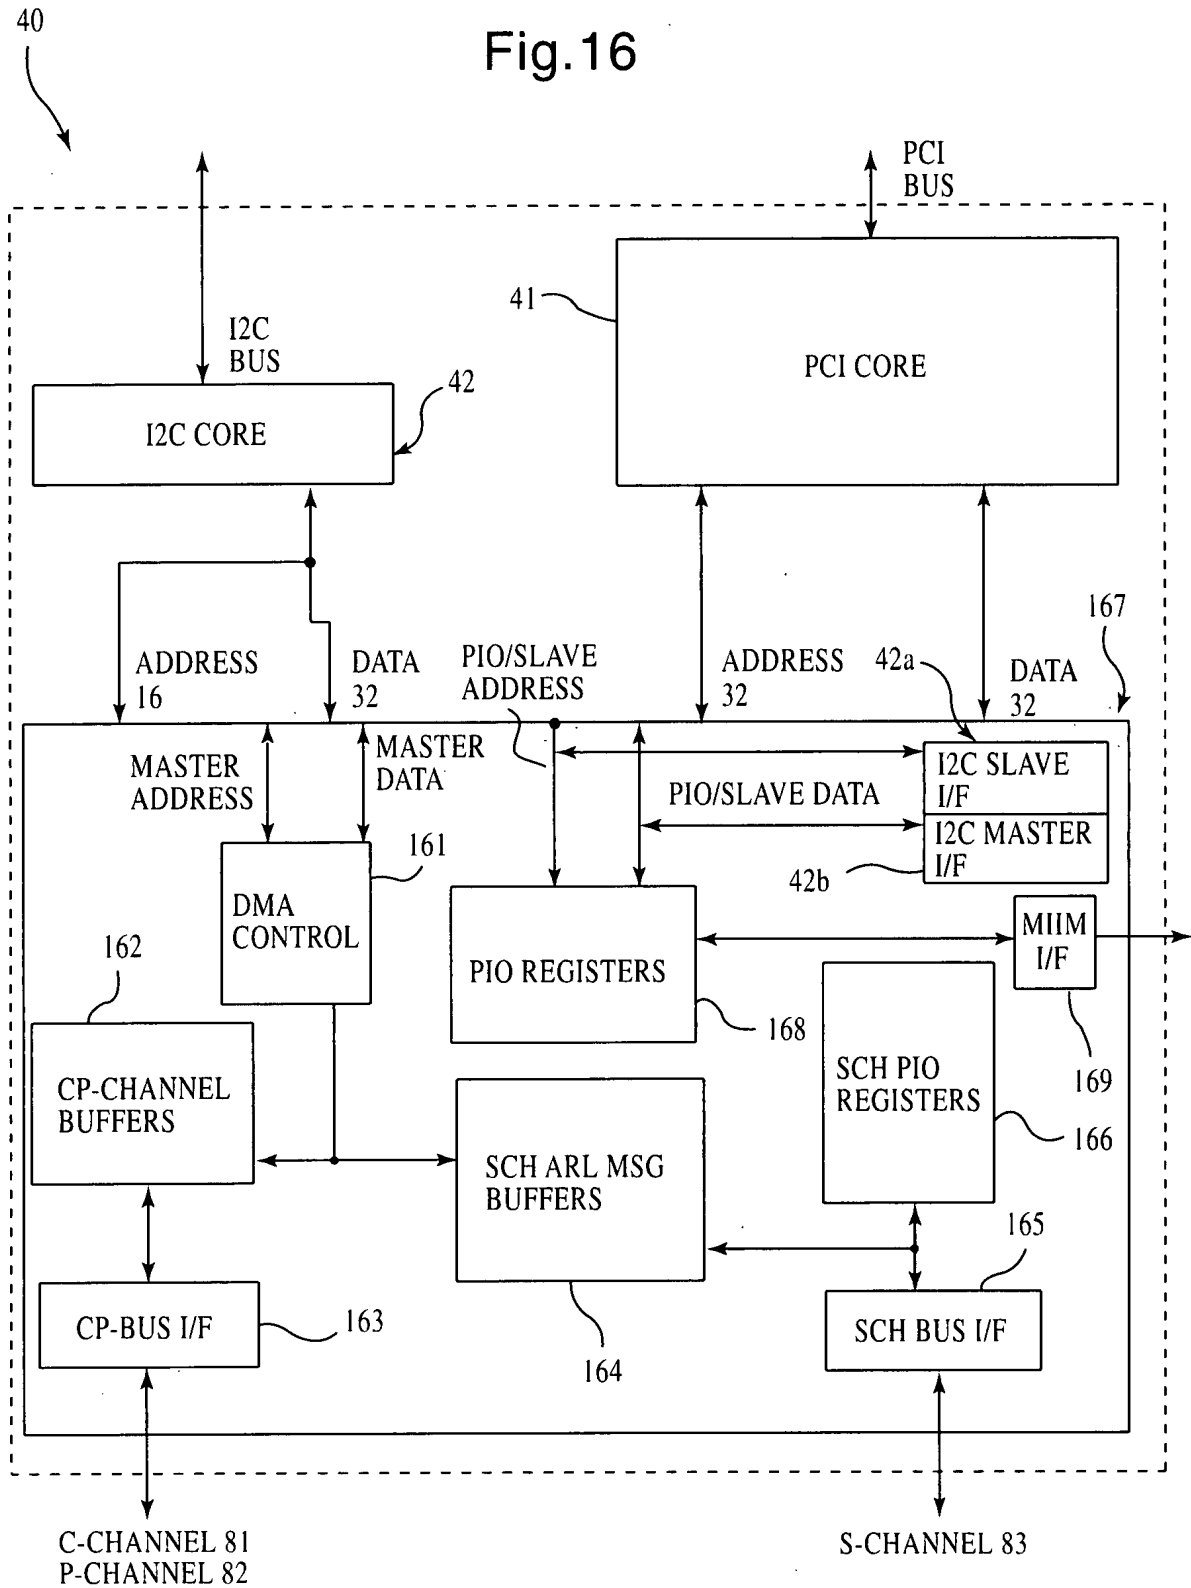 40
Fig.16
PCI
BUS
41
I2C
BUS
PCI CORE
42
I2C CORE
167
ADDRESS
16
DATA
32
PIO/SLAVE
ADDRESS
ADDRESS
32
42a
DATA
32
MASTER
ADDRESS
MASTER
DATA
I2C SLAVE
I/F
PIO/SLAVE DATA
I2C MASTER
I/F
161
42b
DMA
CONTROL
162
PIO REGISTERS
MIIM
I/F
168
169
CP-CHANNEL
BUFFERS
SCH PIO
REGISTERS
166
SCH ARL MSG
BUFFERS
165
CP-BUS I/F
163
164
SCH BUS I/F
C-CHANNEL 81
P-CHANNEL 82
S-CHANNEL 83